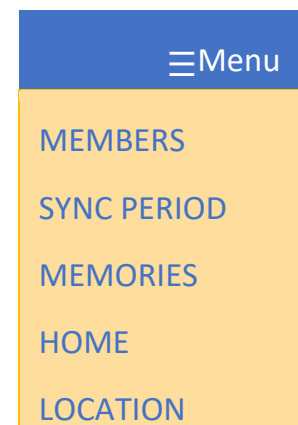 ☰Menu
MEMBERS
SYNC PERIOD
MEMORIES
HOME
LOCATION